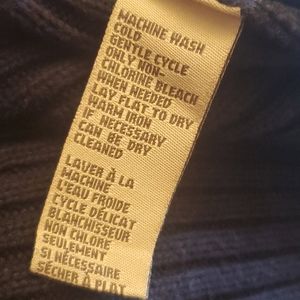 MACHINE WASH
COLD
GENTLE CYCLE
ONLY NON-
CHLORINE BLEACH
WHEN NEEDED
LAY FLAT TO DRY
WARM IRON
IF NECESSARY
CAN BE DRY
CLEANED
LAVER À LA
MACHINE
L'EAU FROIDE
CYCLE DÉLICAT
BLANCHISSEUR
NON CHLORE
SEULEMENT
SI NÉCESSAIRE
SÉCHER À PLAT